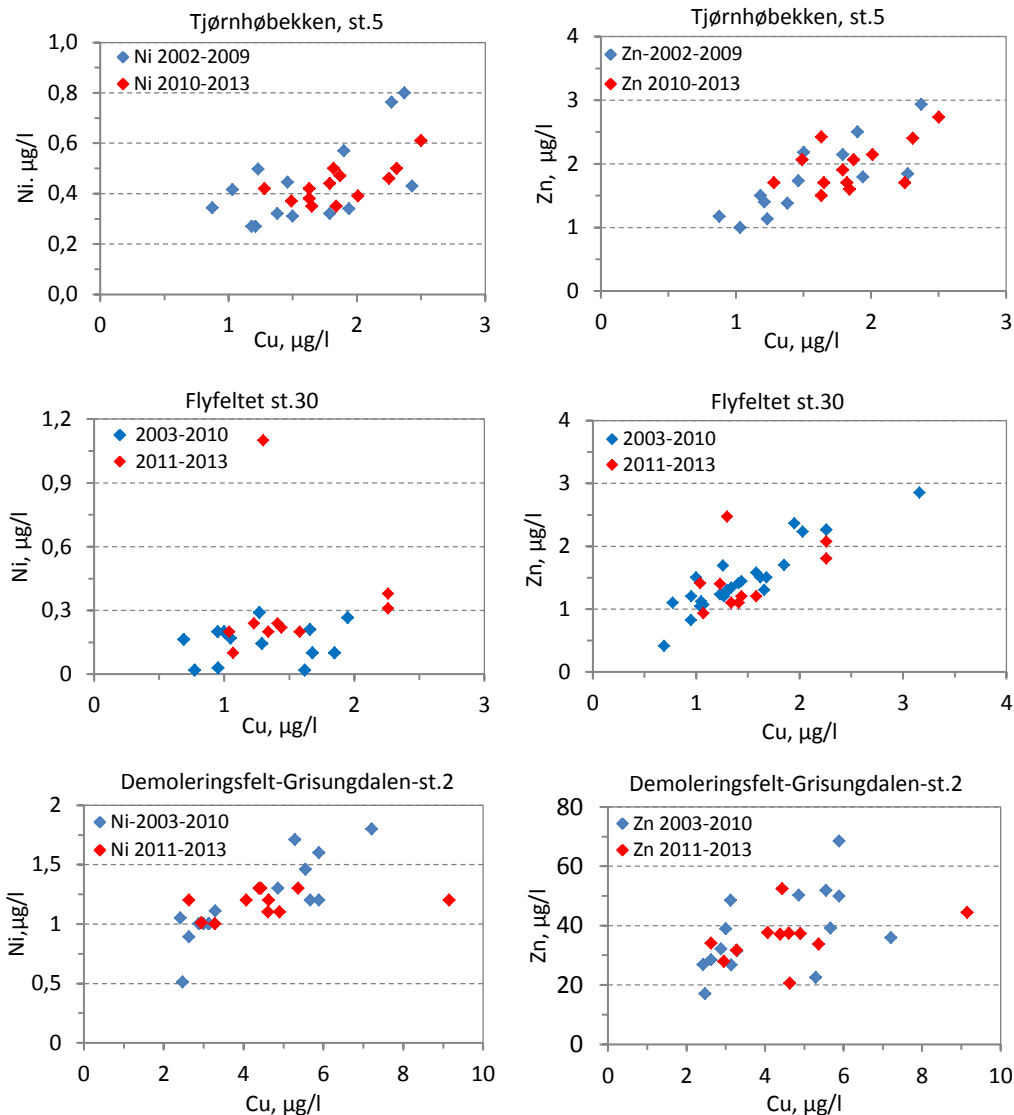 Tjørnhøbekken, st.5
Ni. µg/l
1,0
0,8
0,6
0,4
0,2
0,0
Ni 2002-2009
Ni 2010-2013
0
1
2
3
Cu, µg/l
Tjørnhøbekken, st.5
Zn, µg/l
4
3
2
1
0
Zn-2002-2009
Zn 2010-2013
0
1
2
3
Cu, µg/l
Flyfeltet st.30
Ni, µg/l
1,2
0,9
0,6
0,3
0
2003-2010
2011-2013
0
1
2
3
Cu, µg/l
Flyfeltet st.30
Zn, µg/l
4
3
2
1
0
2003-2010
2011-2013
0
1
2
3
4
Cu, µg/l
Demoleringsfelt-Grisungdalen-st.2
Ni,µg/l
2
1,5
1
0,5
0
Ni-2003-2010
Ni 2011-2013
0
2
4
6
8
10
Cu, µg/l
Demoleringsfelt-Grisungdalen-st.2
Zn, µg/l
80
60
40
20
0
Zn 2003-2010
Zn 2011-2013
0
2
4
6
8
10
Cu, µg/l